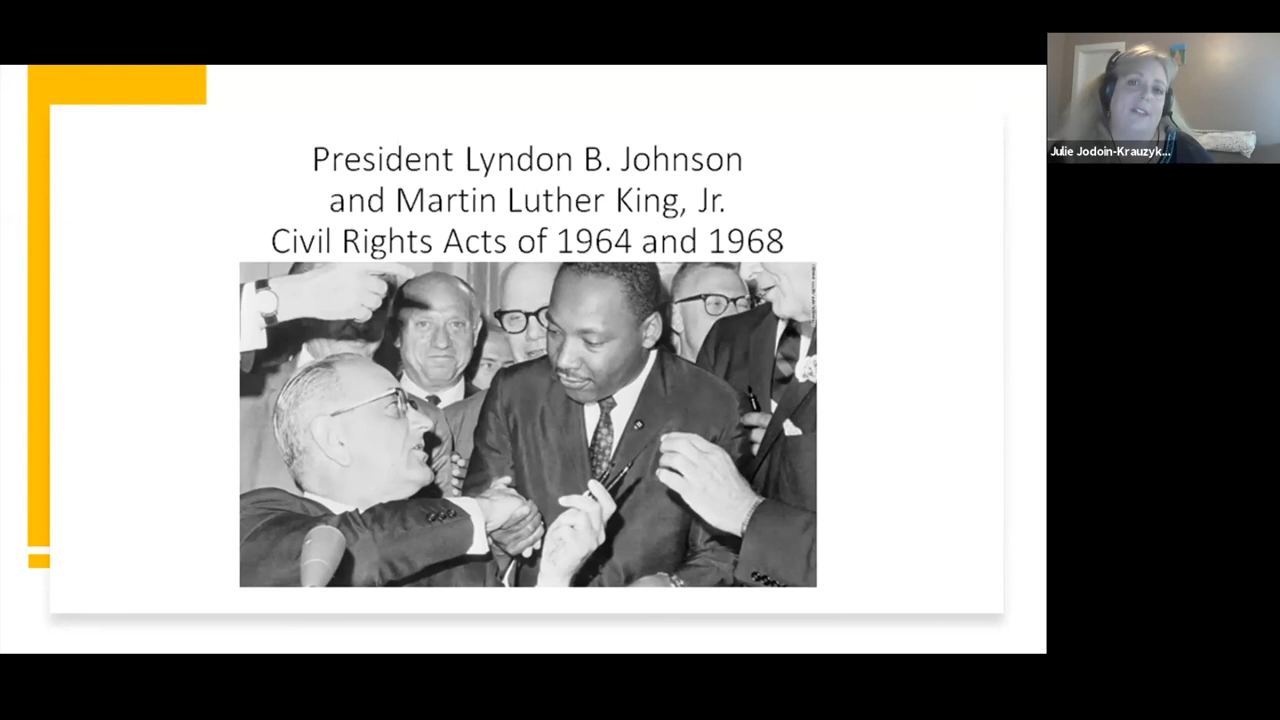 President Lyndon B. Johnson
and Martin Luther King, Jr.
Civil Rights Acts of 1964 and 1968
Julie Jodoin-Krauzyk...